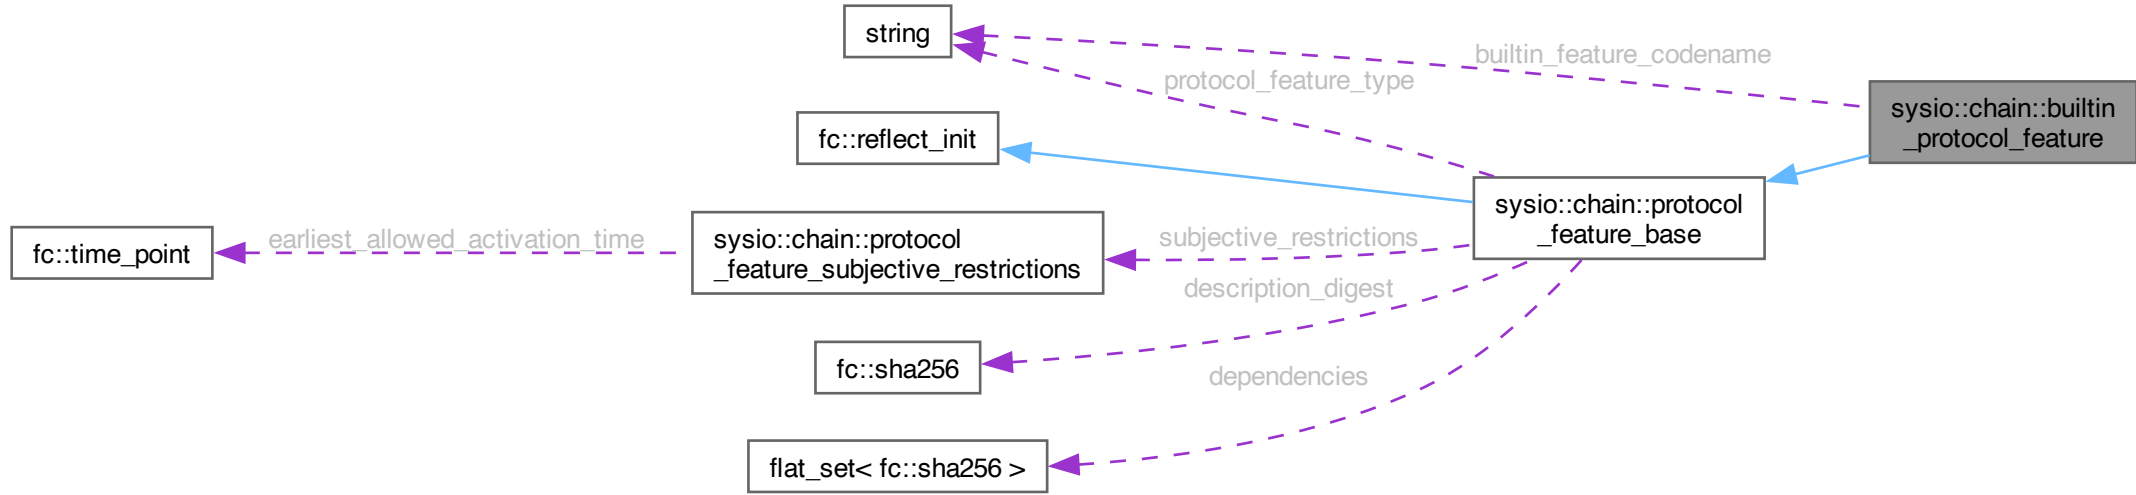 string
builtin_feature_codename
protocol_feature_type
sysio::chain::builtin
_protocol_feature
fc::reflect_init
sysio::chain::protocol
_feature_base
fc::time_point
earliest_allowed_activation_time
sysio::chain::protocol
_feature_subjective_restrictions
subjective_restrictions
description_digest
fc::sha256
dependencies
flat_set< fc::sha256 >